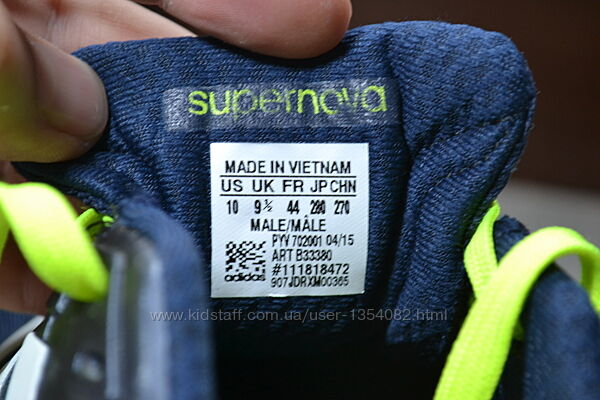 supernova
MADE IN VIETNAM
US UK FR JP CHN
10 9½ 44 280 270
MALE/MÂLE
PYV 702001 04/15
ART B33380
#111818472
adidas 907JDRXM00365
www.kidstaff.com.ua/user-1354082.html